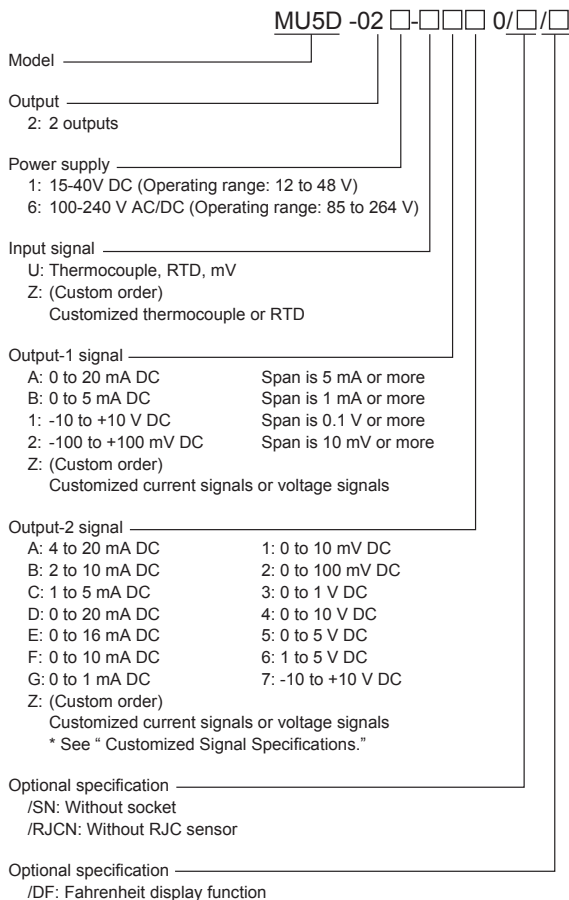 MU5D -02 □-□□□ 0/□/□
Model
Output
2: 2 outputs
Power supply
1: 15-40V DC (Operating range: 12 to 48 V)
6: 100-240 V AC/DC (Operating range: 85 to 264 V)
Input signal
U: Thermocouple, RTD, mV
Z: (Custom order)
Customized thermocouple or RTD
Output-1 signal
A: 0 to 20 mA DC Span is 5 mA or more
B: 0 to 5 mA DC Span is 1 mA or more
1: -10 to +10 V DC Span is 0.1 V or more
2: -100 to +100 mV DC Span is 10 mV or more
Z: (Custom order)
Customized current signals or voltage signals
Output-2 signal
A: 4 to 20 mA DC 1: 0 to 10 mV DC
B: 2 to 10 mA DC 2: 0 to 100 mV DC
C: 1 to 5 mA DC 3: 0 to 1 V DC
D: 0 to 20 mA DC 4: 0 to 10 V DC
E: 0 to 16 mA DC 5: 0 to 5 V DC
F: 0 to 10 mA DC 6: 1 to 5 V DC
G: 0 to 1 mA DC 7: -10 to +10 V DC
Z: (Custom order)
Customized current signals or voltage signals
* See “ Customized Signal Specifications.”
Optional specification
/SN: Without socket
/RJCN: Without RJC sensor
Optional specification
/DF: Fahrenheit display function